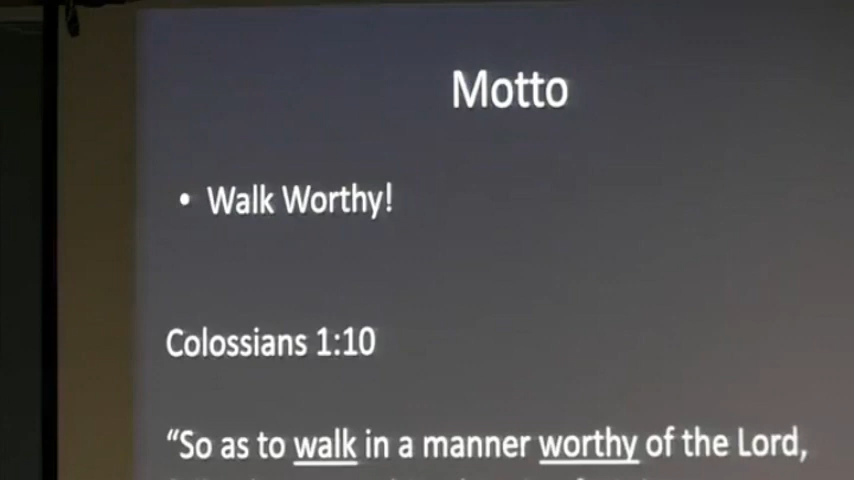 Motto
• Walk Worthy!
Colossians 1:10
“So as to walk in a manner worthy of the Lord,